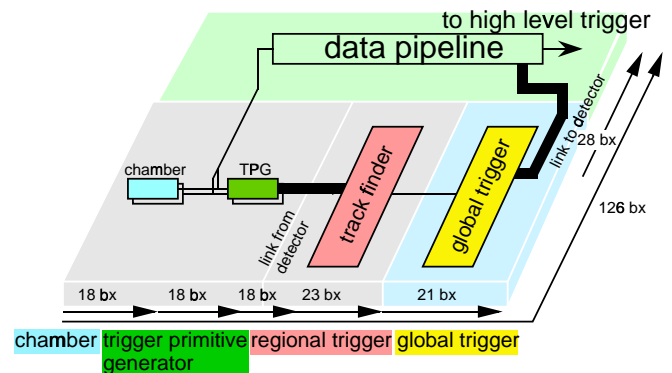 to high level trigger
data pipeline
link to detector
28 bx
chamber
TPG
track finder
global trigger
126 bx
link from
detector
18 bx
18 bx
18 bx
23 bx
21 bx
chamber
trigger primitive
generator
regional trigger
global trigger